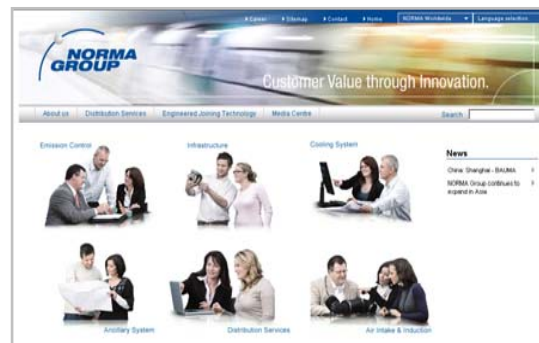 Career Sitemap Contact Home NORMA Worldwide Language selection...
NORMA
GROUP
Customer Value through Innovation.
About us Distribution Services Engineered Joining Technology Media Centre Search
Emission Control Infrastructure Cooling System
News
China: Shanghai - BAUMA
NORMA Group continues to
expand in Asia
Ancillary System Distribution Services Air Intake & Induction